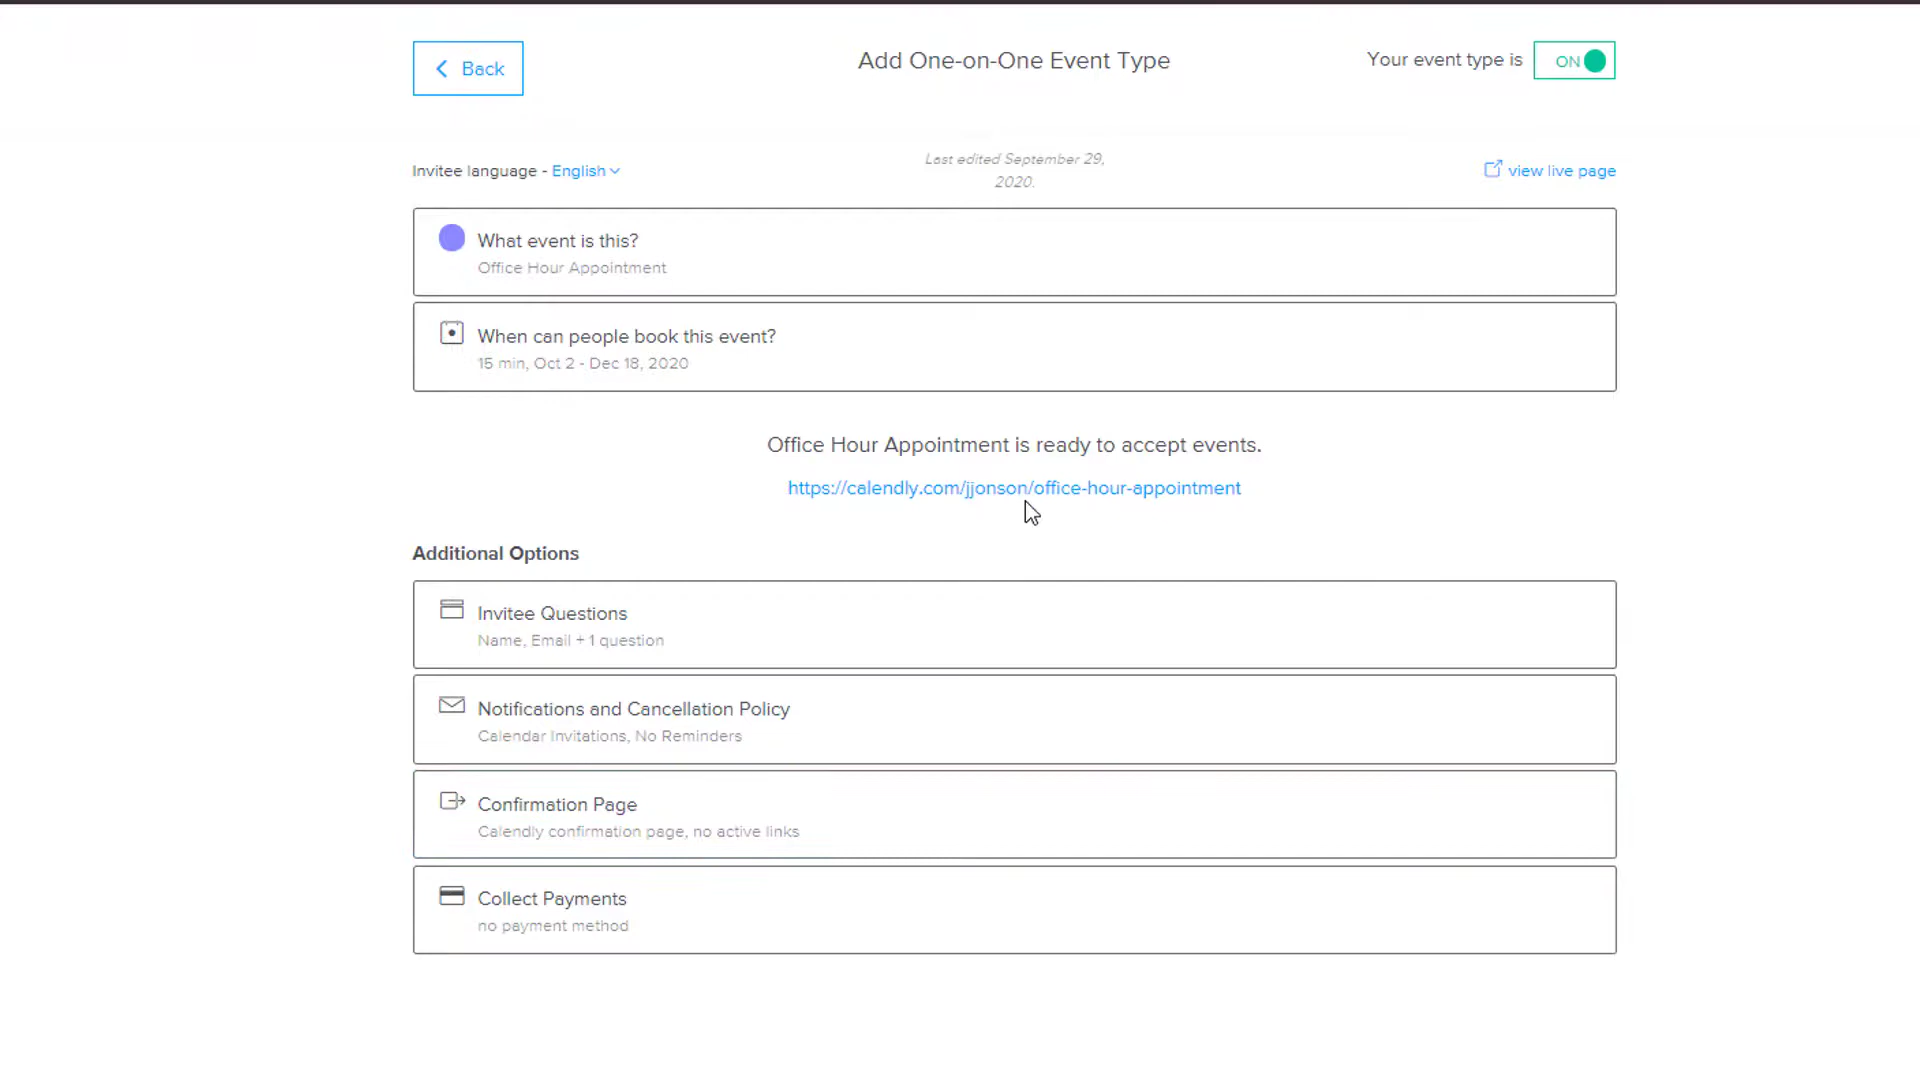 Back
Add One-on-One Event Type
Your event type is ON
Invitee language - English
Last edited September 29,
2020.
view live page
What event is this?
Office Hour Appointment
When can people book this event?
15 min, Oct 2 - Dec 18, 2020
Office Hour Appointment is ready to accept events.
https://calendly.com/jjonson/office-hour-appointment
Additional Options
Invitee Questions
Name, Email + 1 question
Notifications and Cancellation Policy
Calendar Invitations, No Reminders
Confirmation Page
Calendly confirmation page, no active links
Collect Payments
no payment method